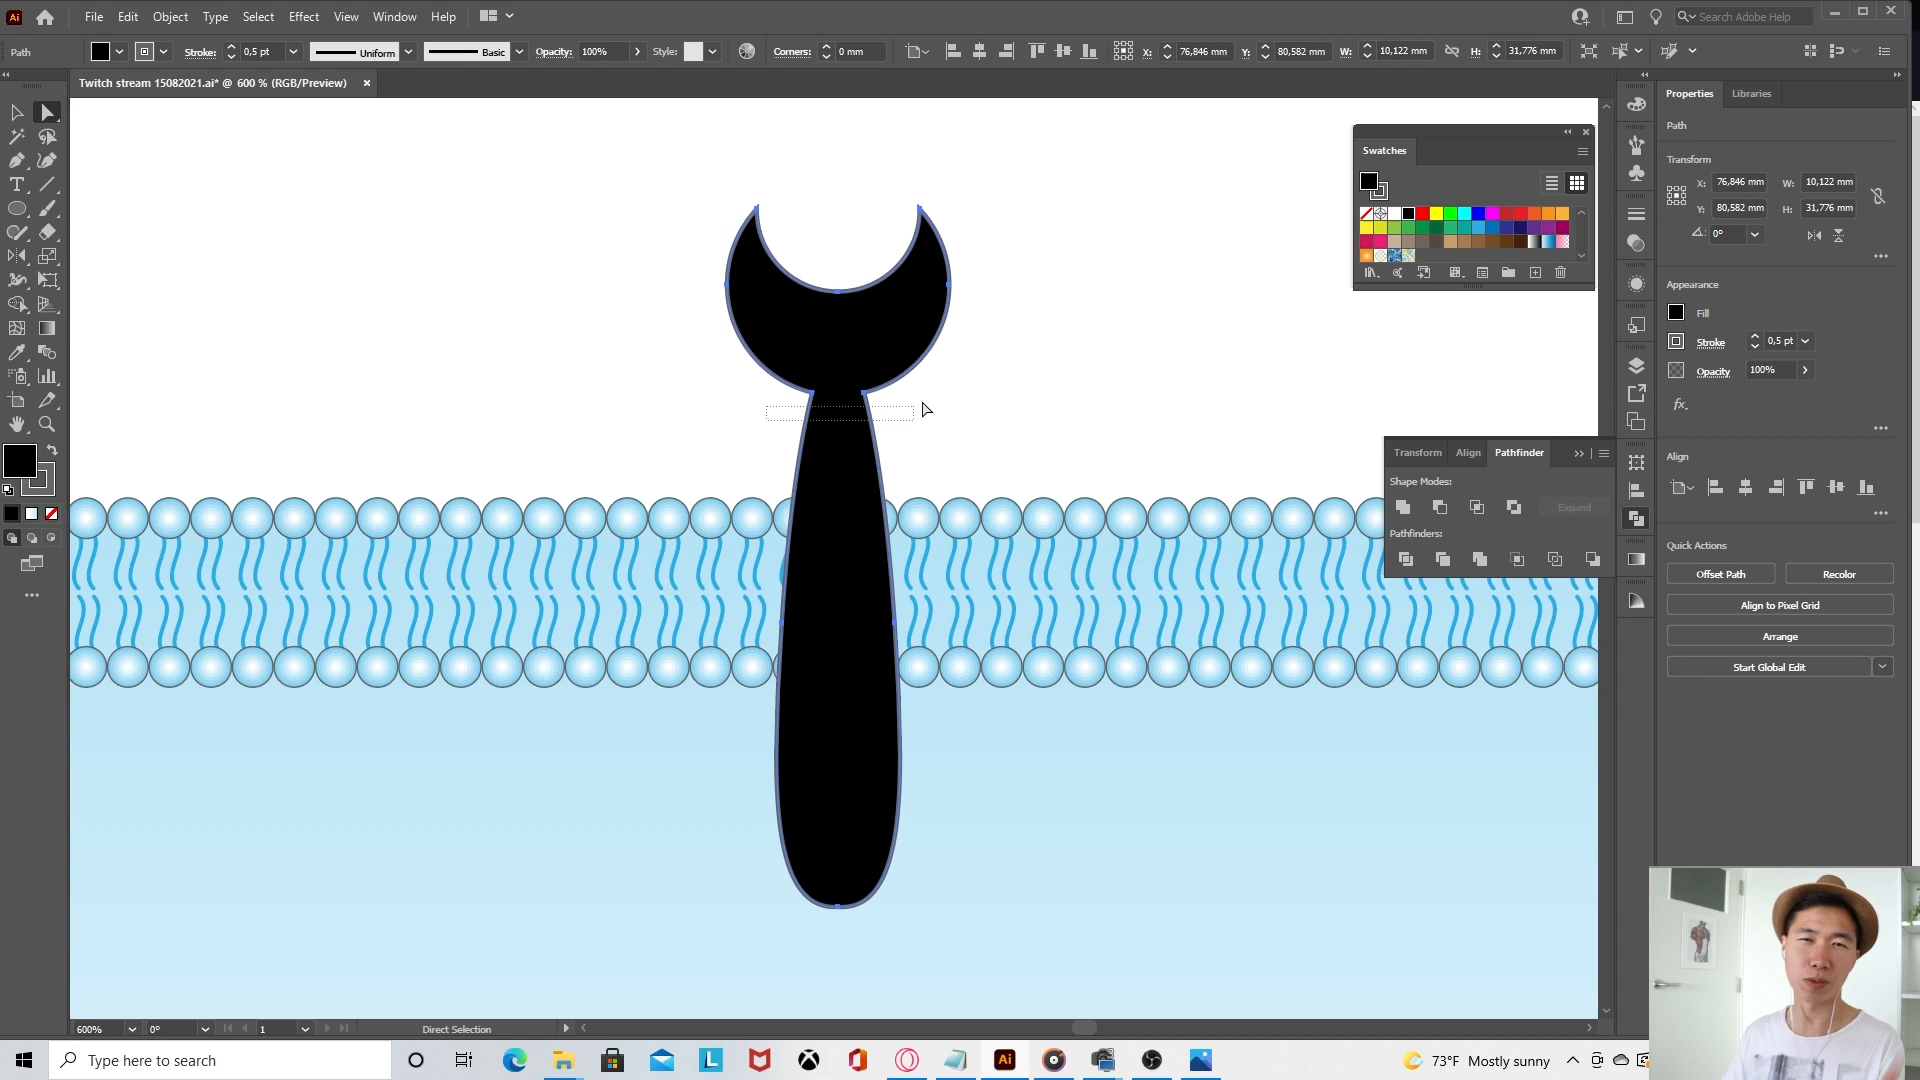 Ai File Edit Object Type Select Effect View Window Help Search Adobe Help
Path Stroke: 0,5 pt Uniform Basic Opacity: 100% Style: Corners: 0 mm X: 76,846 mm Y: 80,582 mm W: 10,122 mm H: 31,776 mm
Twitch stream 15082021.ai* @ 600 % (RGB/Preview) ×
Properties Libraries
Path
Transform
X: 76,846 mm W: 10,122 mm
Y: 80,582 mm H: 31,776 mm
0°
Appearance
Fill
Stroke 0,5 pt
Opacity 100%
fx.
Align
Quick Actions
Offset Path Recolor
Align to Pixel Grid
Arrange
Start Global Edit
Swatches
Transform Align Pathfinder
Shape Modes:
Expand
Pathfinders:
600% 0° 1 Direct Selection
Type here to search
L
Ai
73°F Mostly sunny